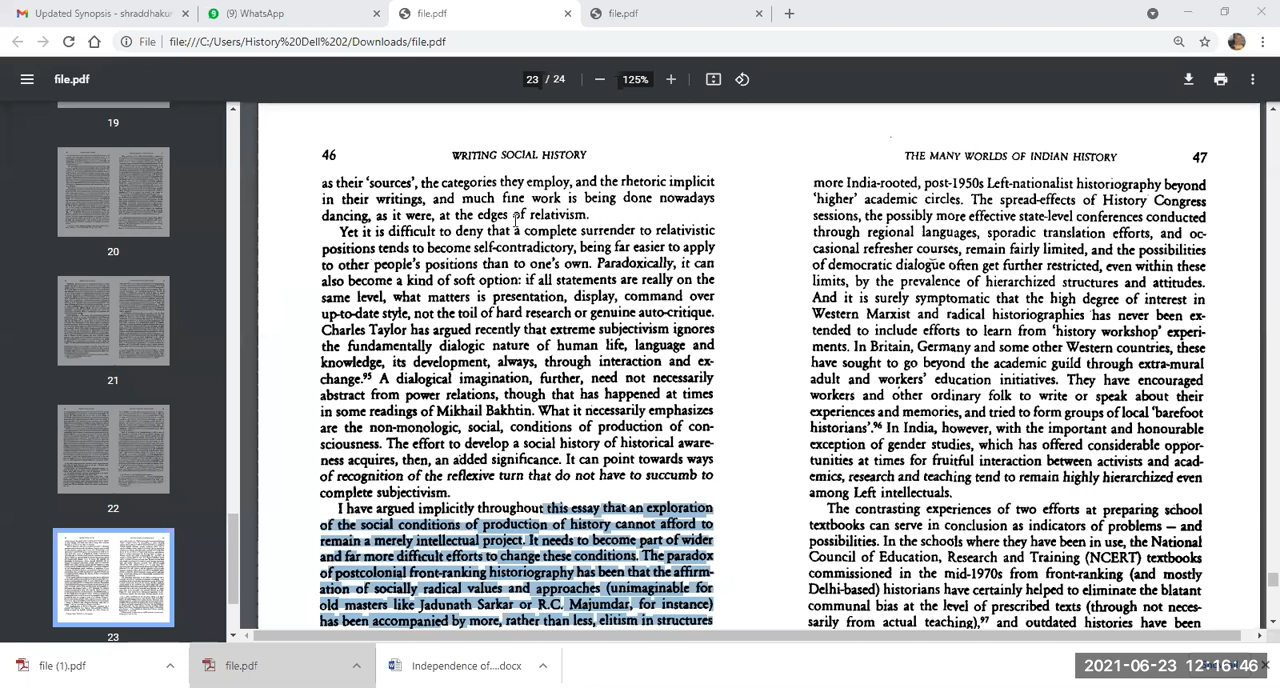 Updated Synopsis - shraddhakur
(9) WhatsApp
file.pdf
file.pdf
File
file:///C:/Users/History%20Dell%202/Downloads/file.pdf
file.pdf
23 / 24
125%
19
20
21
22
23
46
WRITING SOCIAL HISTORY
as their 'sources', the categories they employ, and the rhetoric implicit
in their writings, and much fine work is being done nowadays
dancing, as it were, at the edges of relativism.
Yet it is difficult to deny that a complete surrender to relativistic
positions tends to become self-contradictory, being far easier to apply
to other people's positions than to one's own. Paradoxically, it can
also become a kind of soft option: if all statements are really on the
same level, what matters is presentation, display, command over
up-to-date style, not the toil of hard research or genuine auto-critique.
Charles Taylor has argued recently that extreme subjectivism ignores
the fundamentally dialogic nature of human life, language and
knowledge, its development, always, through interaction and ex-
change.95 A dialogical imagination, further, need not necessarily
abstract from power relations, though that has happened at times
in some readings of Mikhail Bakhtin. What it necessarily emphasizes
are the non-monologic, social, conditions of production of con-
sciousness. The effort to develop a social history of historical aware-
ness acquires, then, an added significance. It can point towards ways
of recognition of the reflexive turn that do not have to succumb to
complete subjectivism.
I have argued implicitly throughout this essay that an exploration
of the social conditions of production of history cannot afford to
remain a merely intellectual project. It needs to become part of wider
and far more difficult efforts to change these conditions. The paradox
of postcolonial front-ranking historiography has been that the affirm-
ation of socially radical values and approaches (unimaginable for
old masters like Jadunath Sarkar or R.C. Majumdar, for instance)
has been accompanied by more, rather than less, elitism in structures
THE MANY WORLDS OF INDIAN HISTORY
47
more India-rooted, post-1950s Left-nationalist historiography beyond
'higher' academic circles. The spread-effects of History Congress
sessions, the possibly more effective state-level conferences conducted
through regional languages, sporadic translation efforts, and oc-
casional refresher courses, remain fairly limited, and the possibilities
of democratic dialogue often get further restricted, even within these
limits, by the prevalence of hierarchized structures and attitudes.
And it is surely symptomatic that the high degree of interest in
Western Marxist and radical historiographies has never been ex-
tended to include efforts to learn from 'history workshop' experi-
ments. In Britain, Germany and some other Western countries, these
have sought to go beyond the academic guild through extra-mural
adult and workers' education initiatives. They have encouraged
workers and other ordinary folk to write or speak about their
experiences and memories, and tried to form groups of local 'barefoot
historians'.96 In India, however, with the important and honourable
exception of gender studies, which has offered considerable oppor-
tunities at times for fruitful interaction between activists and acad-
emics, research and teaching tend to remain highly hierarchized even
among Left intellectuals.
The contrasting experiences of two efforts at preparing school
textbooks can serve in conclusion as indicators of problems — and
possibilities. In the schools where they have been in use, the National
Council of Education, Research and Training (NCERT) textbooks
commissioned in the mid-1970s from front-ranking (and mostly
Delhi-based) historians have certainly helped to eliminate the blatant
communal bias at the level of prescribed texts (through not neces-
sarily from actual teaching),97 and outdated histories have been
file (1).pdf
file.pdf
Independence of....docx
2021-06-23 12:16:46